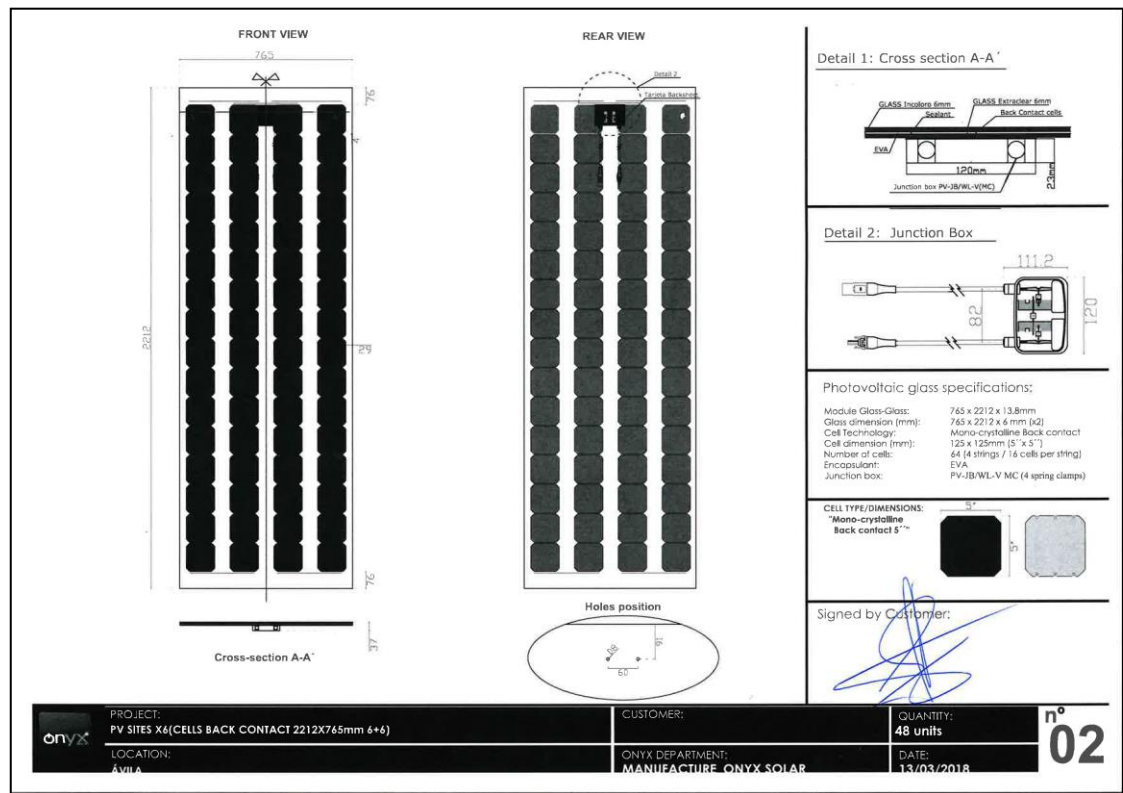 FRONT VIEW
765
76
4
2212
29
76
37
Cross-section A-A´
REAR VIEW
Detail 2
Tarjeta Backsheet
Holes position
16
60
Detail 1: Cross section A-A´
GLASS Incoloro 6mm
GLASS Extraclear 6mm
Sealant
Back Contact cells
EVA
120mm
23mm
Junction box PV-JB/WL-V(MC)
Detail 2: Junction Box
111.2
82
120
Photovoltaic glass specifications:
Module Glass-Glass: 765 x 2212 x 13,8mm
Glass dimension (mm): 765 x 2212 x 6 mm (x2)
Cell Technology: Mono-crystalline Back contact
Cell dimension (mm): 125 x 125mm (5´´x 5´´)
Number of cells: 64 (4 strings / 16 cells per string)
Encapsulant: EVA
Junction box: PV-JB/WL-V MC (4 spring clamps)
CELL TYPE/DIMENSIONS:
"Mono-crystalline
Back contact 5´´"
5"
5"
Signed by Customer:
onyx
PROJECT:
PV SITES X6(CELLS BACK CONTACT 2212X765mm 6+6)
LOCATION:
ÁVILA
CUSTOMER:
ONYX DEPARTMENT:
MANUFACTURE ONYX SOLAR
QUANTITY:
48 units
DATE:
13/03/2018
nº
02